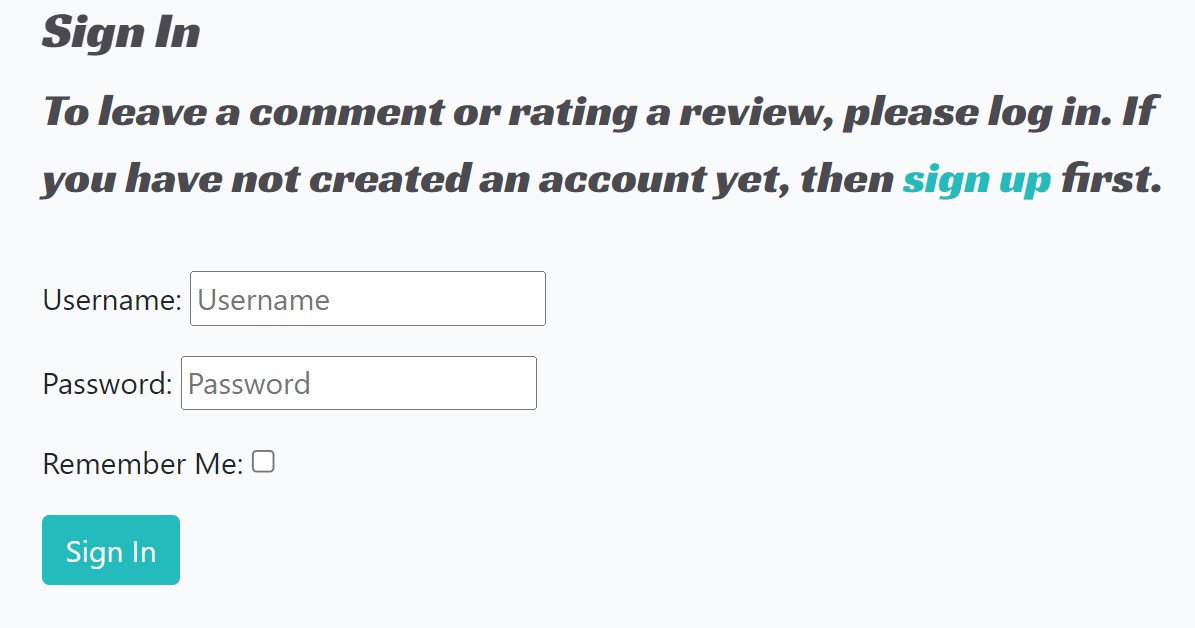 Sign In
To leave a comment or rating a review, please log in. If
you have not created an account yet, then sign up first.
Username: Username
Password: Password
Remember Me:
Sign In